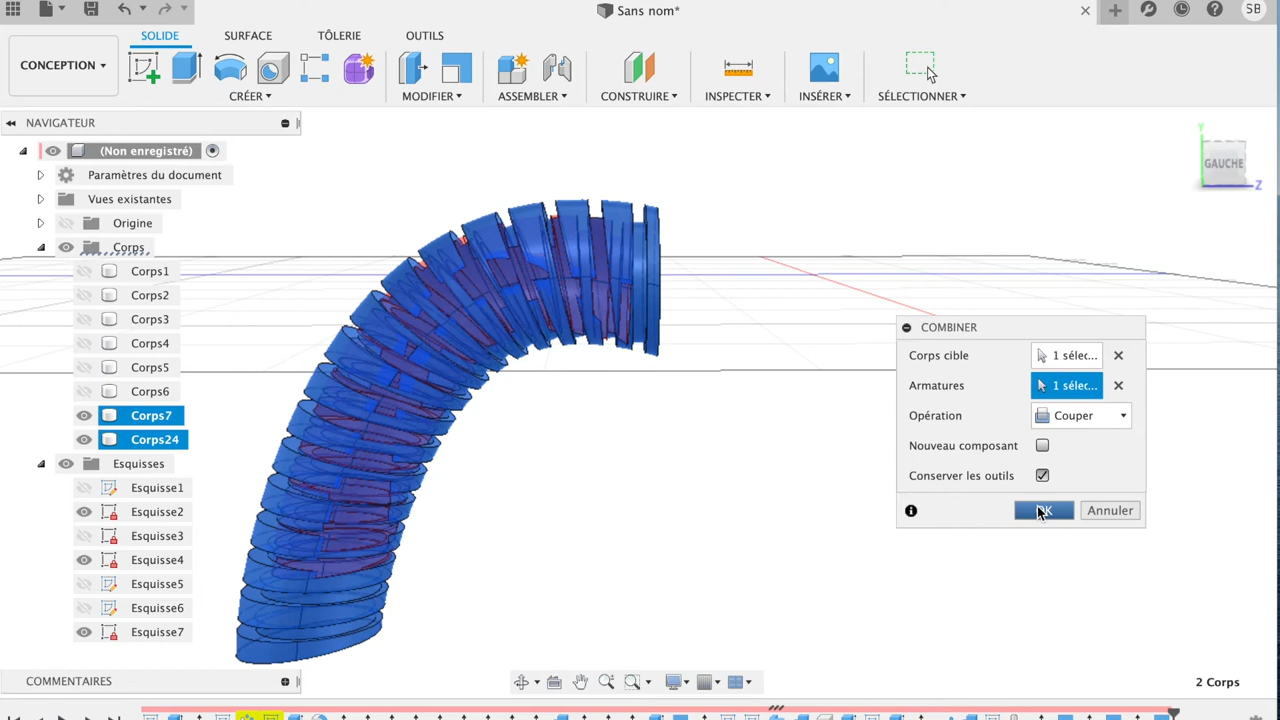 Sans nom*
SB
CONCEPTION
SOLIDE SURFACE TÔLERIE OUTILS
CRÉER MODIFIER ASSEMBLER CONSTRUIRE INSPECTER INSÉRER SÉLECTIONNER
NAVIGATEUR
(Non enregistré)
Paramètres du document
Vues existantes
Origine
Corps
Corps1
Corps2
Corps3
Corps4
Corps5
Corps6
Corps7
Corps24
Esquisses
Esquisse1
Esquisse2
Esquisse3
Esquisse4
Esquisse5
Esquisse6
Esquisse7
Y
GAUCHE
Z
COMBINER
Corps cible 1 sélec...
Armatures 1 sélec...
Opération Couper
Nouveau composant
Conserver les outils
OK Annuler
COMMENTAIRES
2 Corps